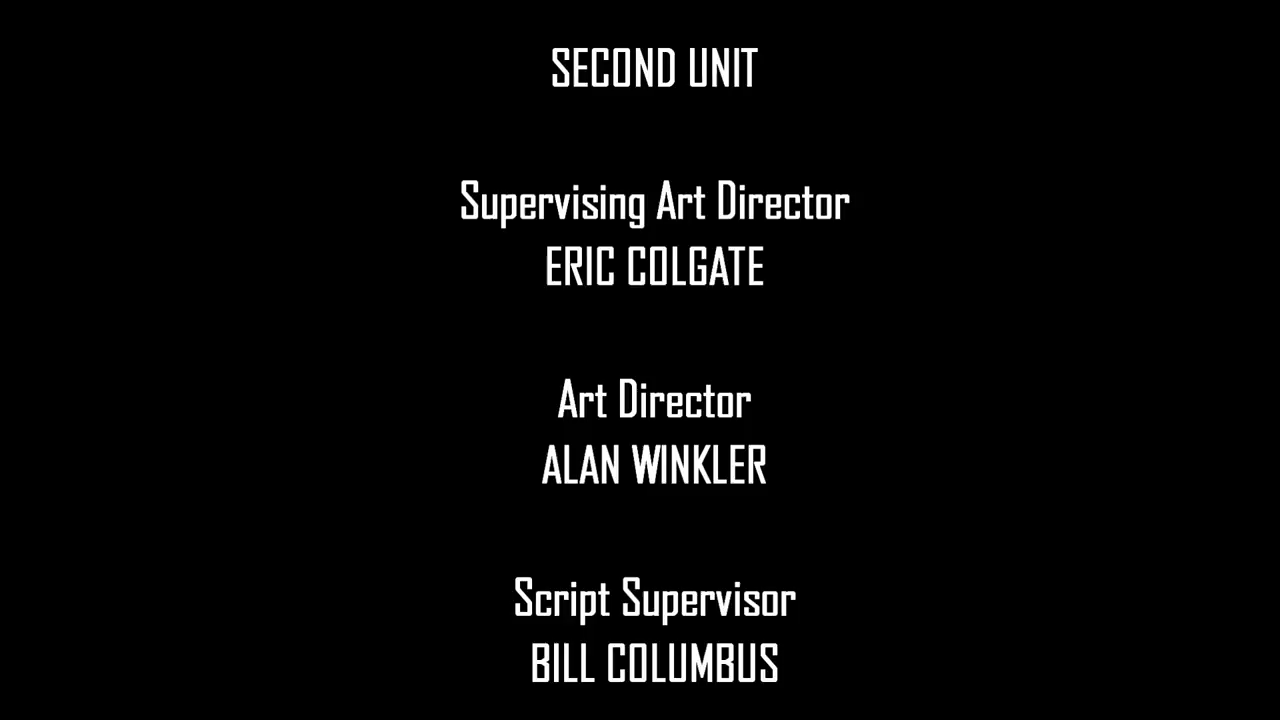 SECOND UNIT
Supervising Art Director
ERIC COLGATE
Art Director
ALAN WINKLER
Script Supervisor
BILL COLUMBUS